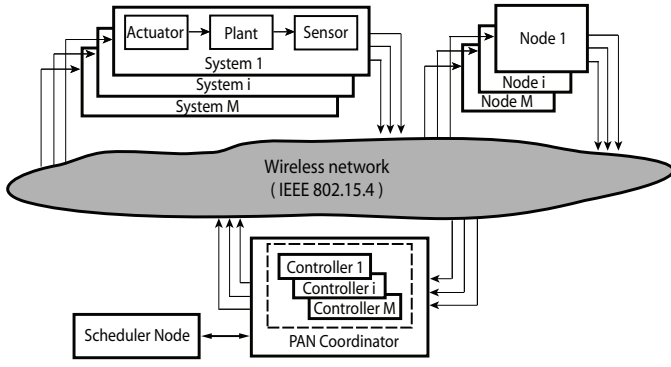 Actuator
Plant
Sensor
System 1
System i
System M
Node 1
Node i
Node M
Wireless network
( IEEE 802.15.4 )
Controller 1
Controller i
Controller M
PAN Coordinator
Scheduler Node